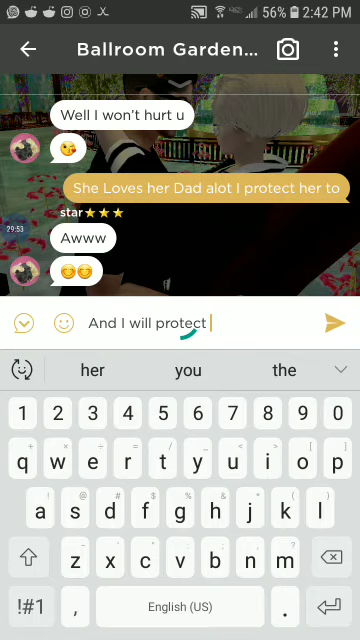 56% 2:42 PM
Ballroom Garden...
Well I won't hurt u
She Loves her Dad alot I protect her to
star
29:53
Awww
And I will protect
her you the
1 2 3 4 5 6 7 8 9 0
+ × ÷ = / _ < > [ ]
q w e r t y u i o p
! @ # $ % & * ( )
a s d f g h j k l
- ' " : ; , ?
z x c v b n m
!#1 , English (US) .